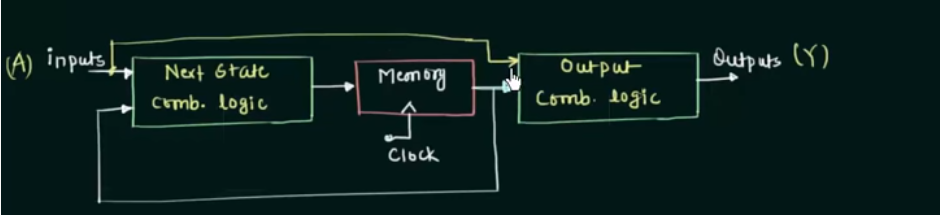 (A) inputs
Next State
Comb. logic
Memory
Clock
Output
Comb. logic
Outputs (Y)